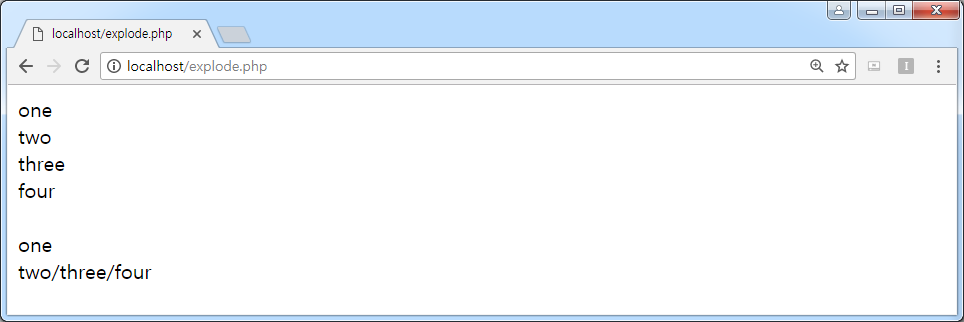 localhost/explode.php
localhost/explode.php
one
two
three
four
one
two/three/four